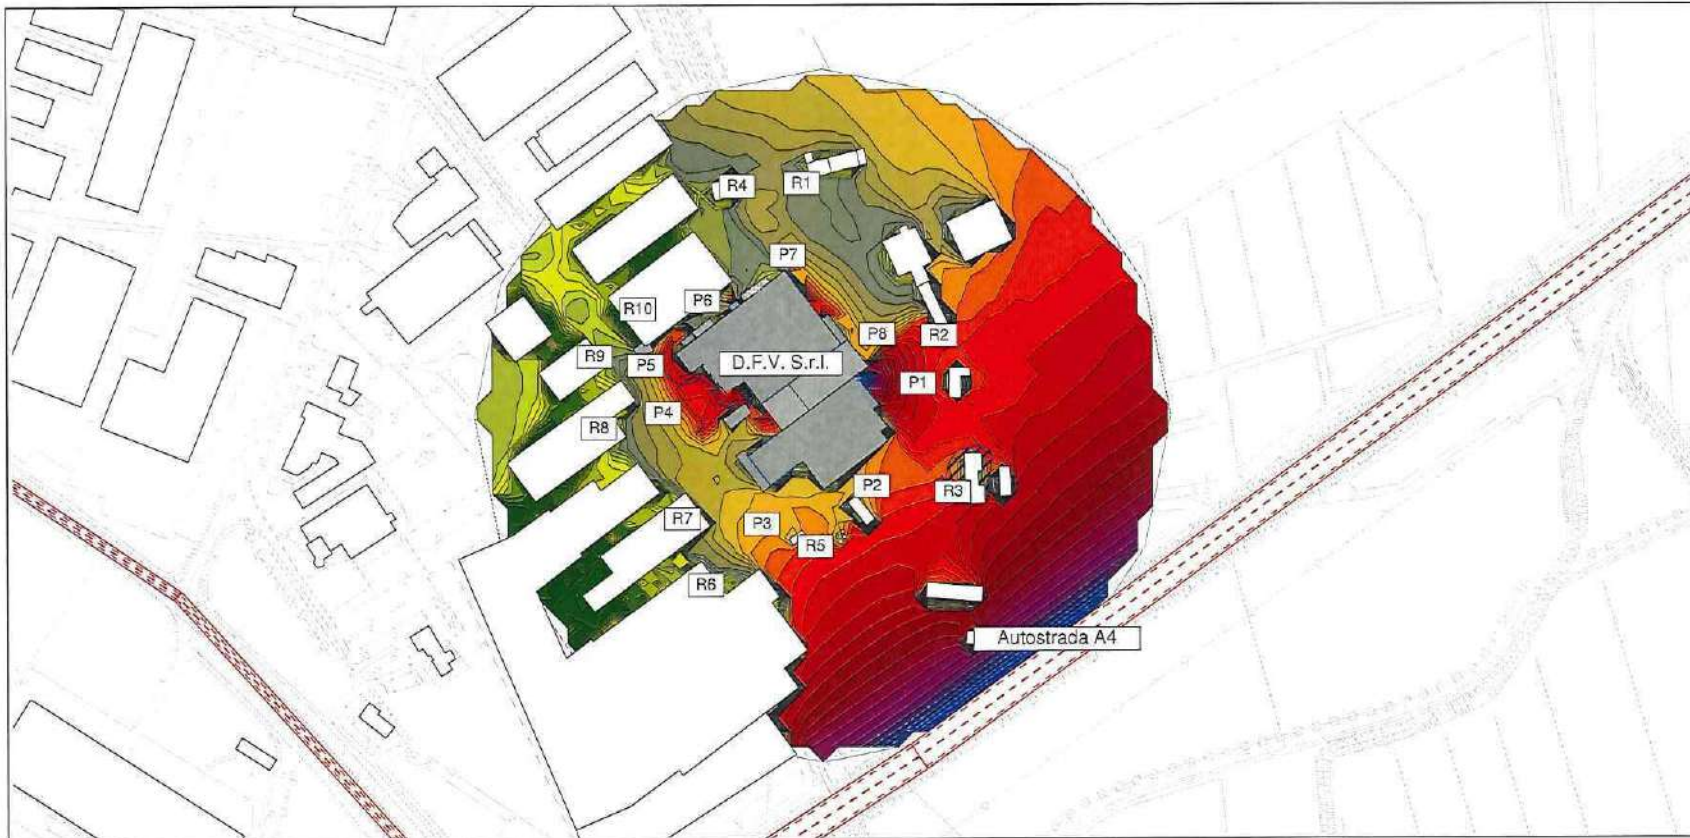 R4
R1
P7
P6
R10
P8
R2
R9
P5
D.F.V. S.r.l.
P1
P4
R8
P2
R3
R7
P3
R5
R6
Autostrada A4